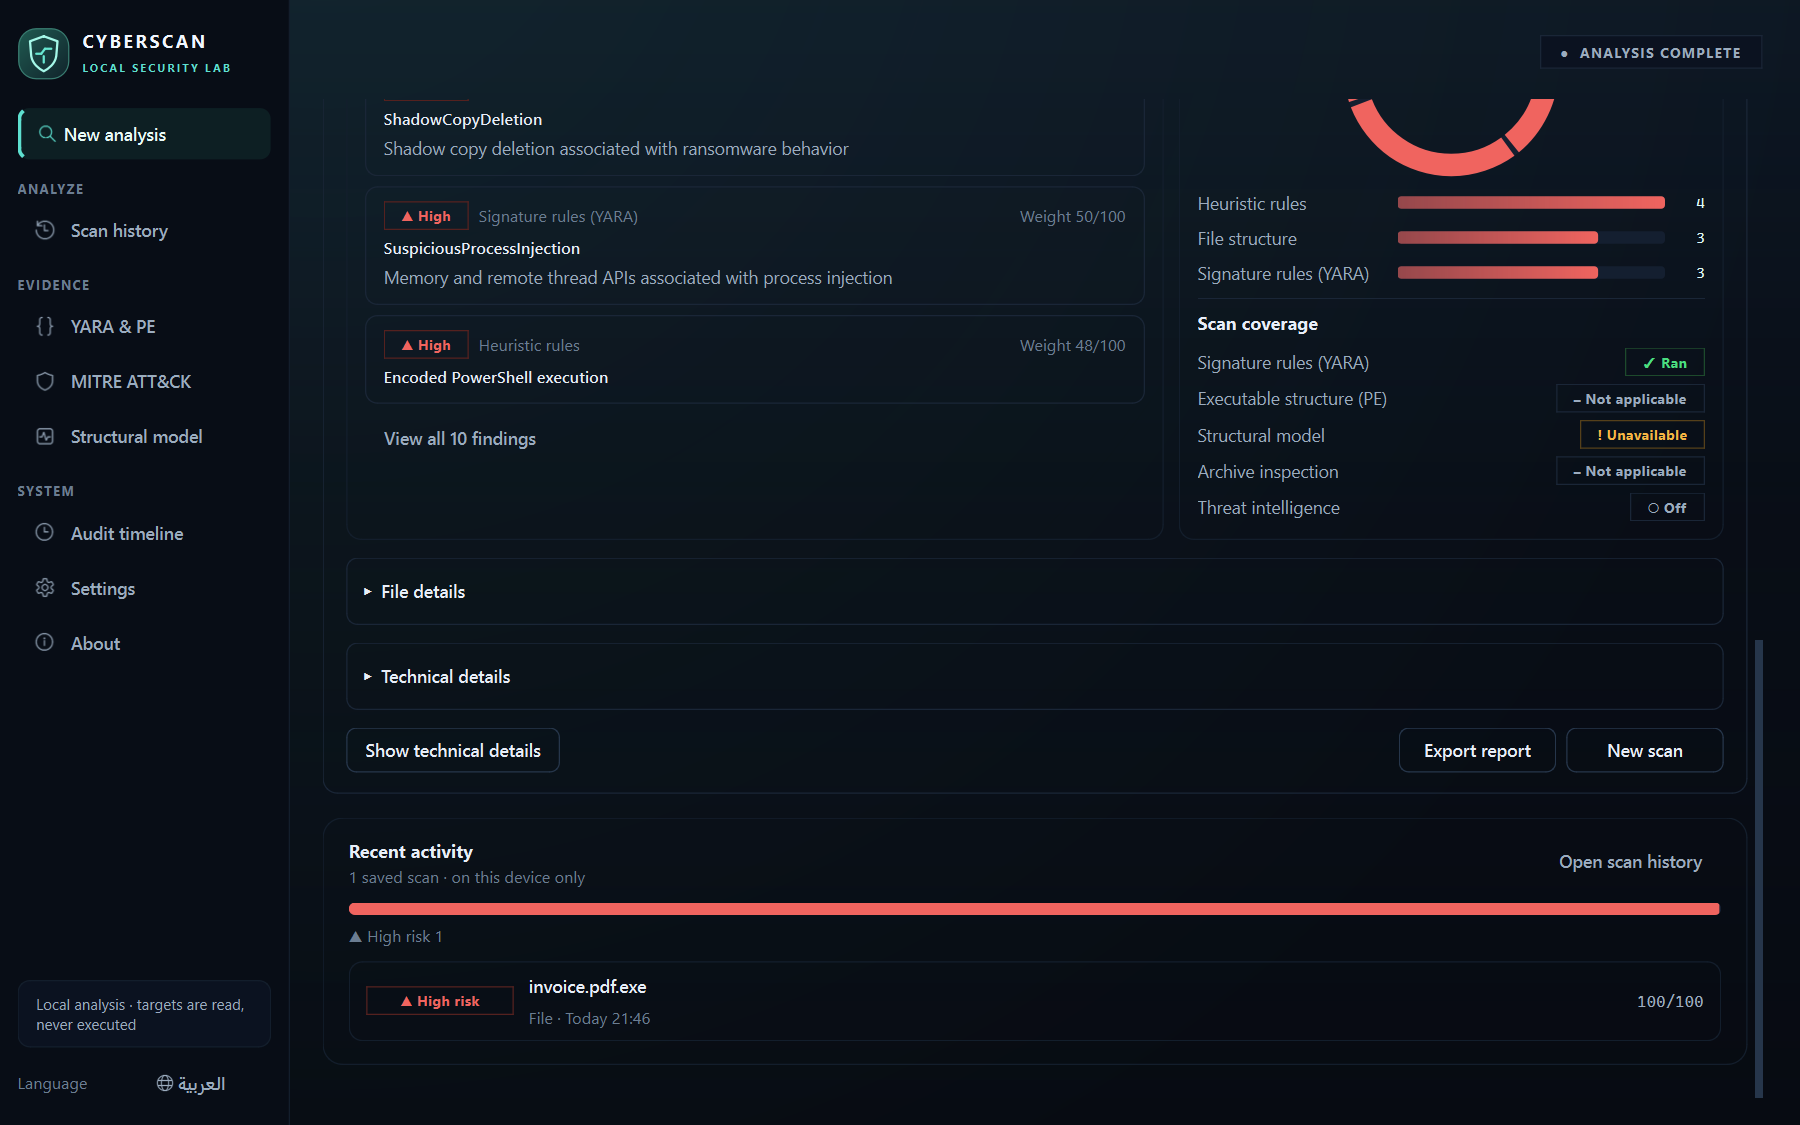 CYBERSCAN
LOCAL SECURITY LAB
New analysis
ANALYZE
Scan history
EVIDENCE
YARA & PE
MITRE ATT&CK
Structural model
SYSTEM
Audit timeline
Settings
About
Local analysis · targets are read,
never executed
Language
العربية
ANALYSIS COMPLETE
ShadowCopyDeletion
Shadow copy deletion associated with ransomware behavior
High Signature rules (YARA) Weight 50/100
SuspiciousProcessInjection
Memory and remote thread APIs associated with process injection
High Heuristic rules Weight 48/100
Encoded PowerShell execution
View all 10 findings
Heuristic rules 4
File structure 3
Signature rules (YARA) 3
Scan coverage
Signature rules (YARA) ✓ Ran
Executable structure (PE) – Not applicable
Structural model ! Unavailable
Archive inspection – Not applicable
Threat intelligence Off
File details
Technical details
Show technical details
Export report
New scan
Recent activity
1 saved scan · on this device only
Open scan history
High risk 1
High risk
invoice.pdf.exe
File · Today 21:46
100/100